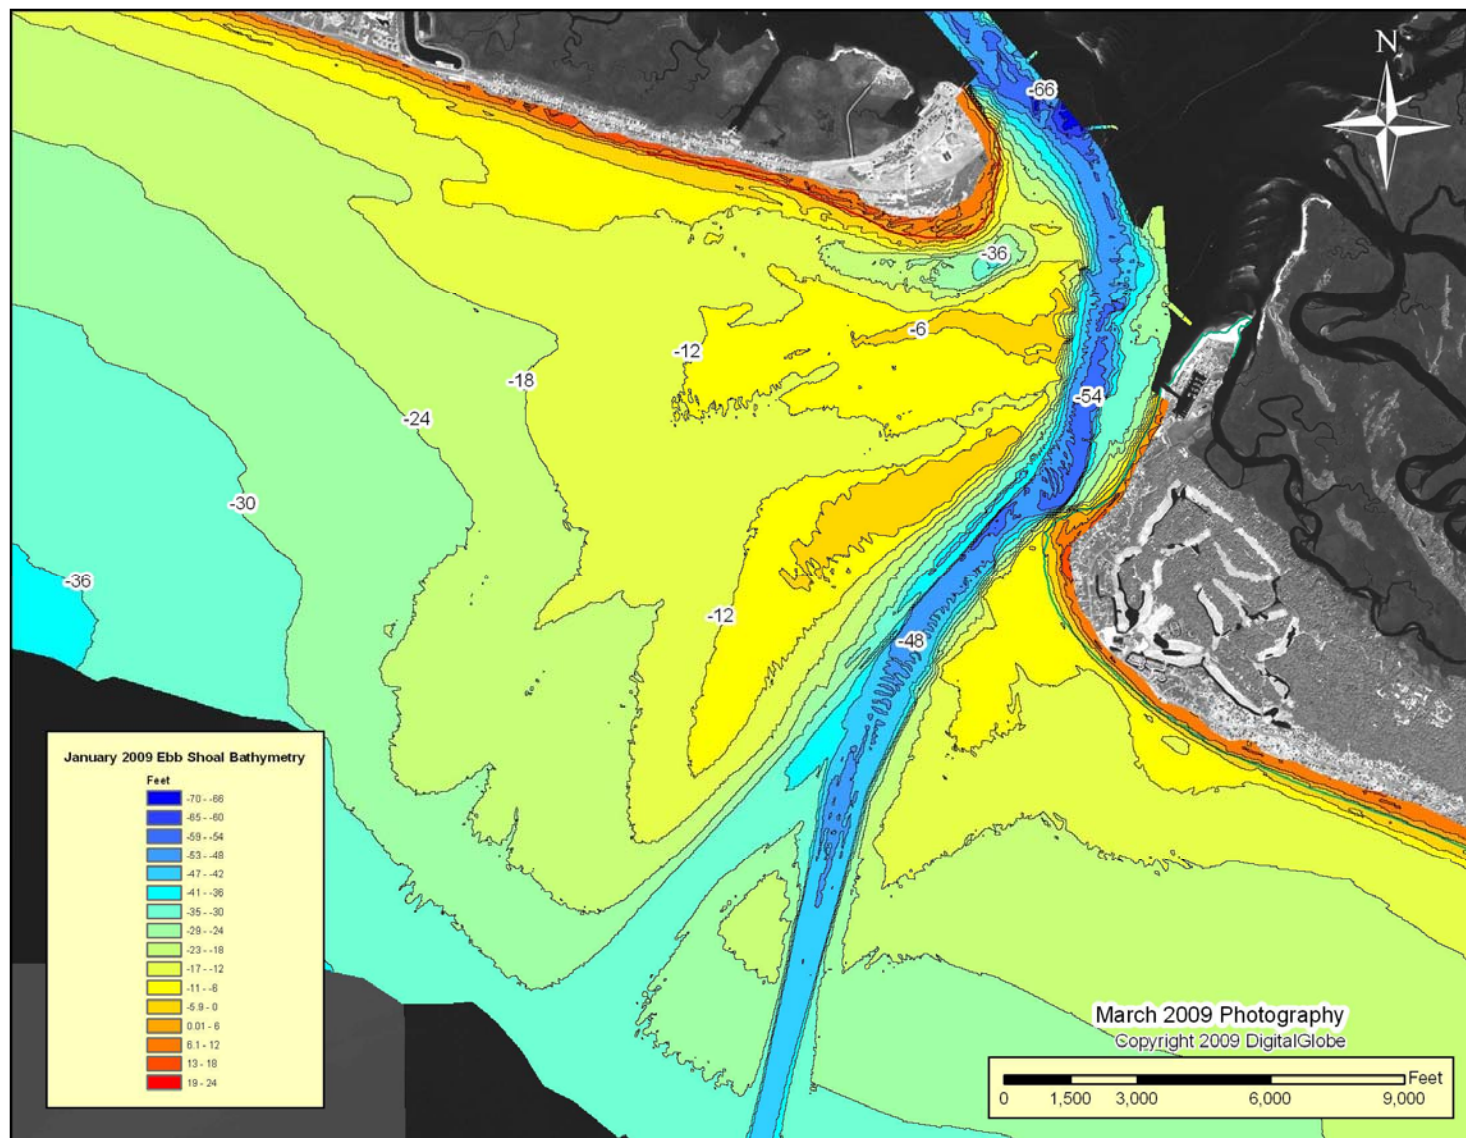 N
-66
-36
-6
-12
-18
-54
-24
-30
-36
-12
-48
January 2009 Ebb Shoal Bathymetry
Feet
-70 - -66
-65 - -60
-59 - -54
-53 - -48
-47 - -42
-41 - -36
-35 - -30
-29 - -24
-23 - -18
-17 - -12
-11 - -6
-5.9 - 0
0.01 - 6
6.1 - 12
13 - 18
19 - 24
March 2009 Photography
Copyright 2009 DigitalGlobe
Feet
0 1,500 3,000 6,000 9,000